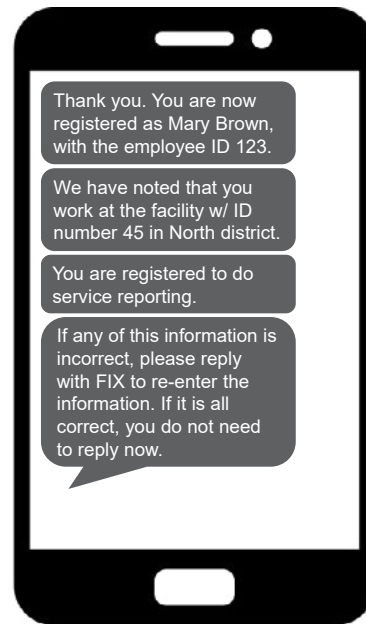 Thank you. You are now
registered as Mary Brown,
with the employee ID 123.
We have noted that you
work at the facility w/ ID
number 45 in North district.
You are registered to do
service reporting.
If any of this information is
incorrect, please reply
with FIX to re-enter the
information. If it is all
correct, you do not need
to reply now.